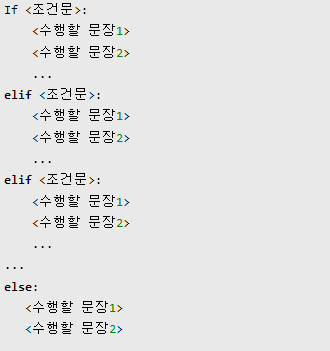 If <조건문>:
    <수행할 문장1>
    <수행할 문장2>
    ...
elif <조건문>:
    <수행할 문장1>
    <수행할 문장2>
    ...
elif <조건문>:
    <수행할 문장1>
    <수행할 문장2>
    ...
...
else:
   <수행할 문장1>
   <수행할 문장2>